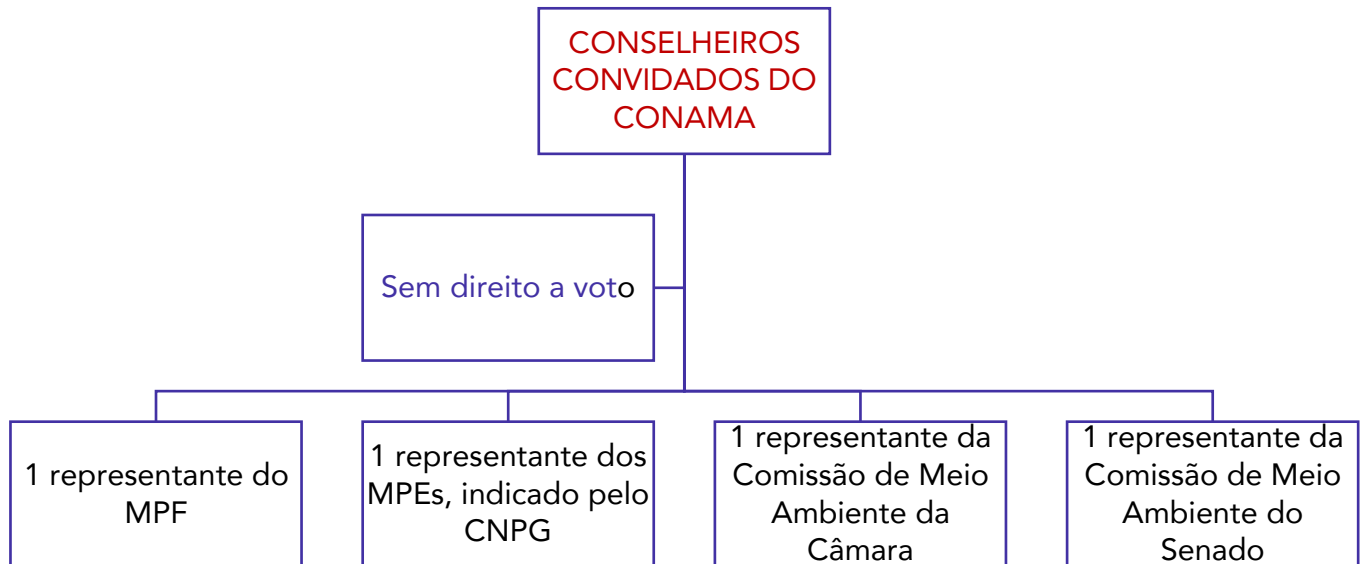 CONSELHEIROS
CONVIDADOS DO
CONAMA
Sem direito a voto
1 representante do
MPF
1 representante dos
MPEs, indicado pelo
CNPG
1 representante da
Comissão de Meio
Ambiente da
Câmara
1 representante da
Comissão de Meio
Ambiente do
Senado